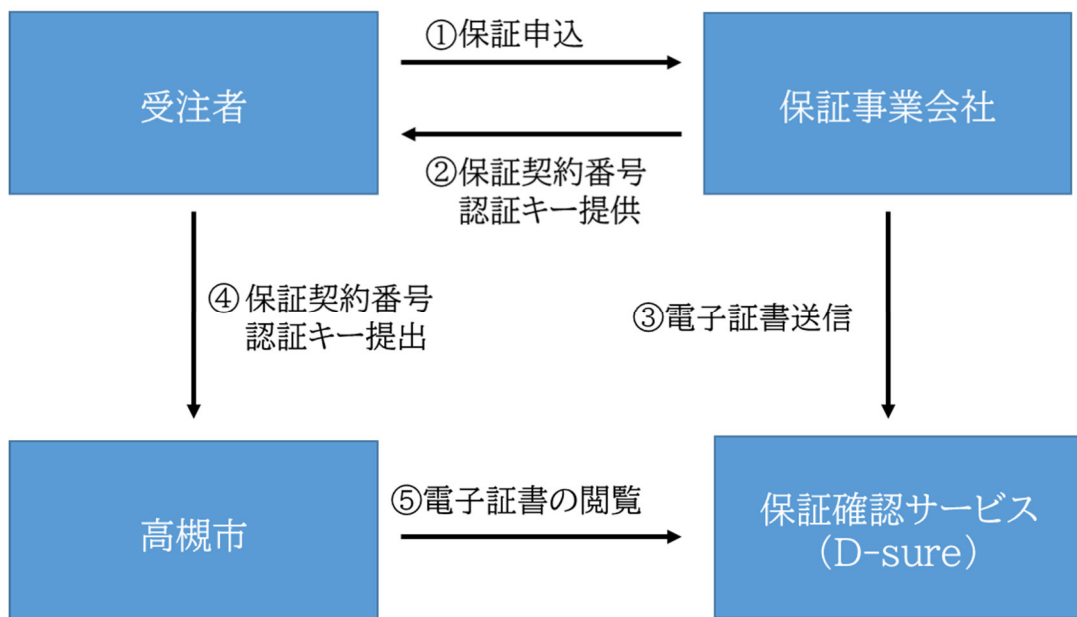 ①保証申込
受注者
保証事業会社
②保証契約番号
認証キー提供
④保証契約番号
認証キー提出
③電子証書送信
高槻市
⑤電子証書の閲覧
保証確認サービス
（D-sure）